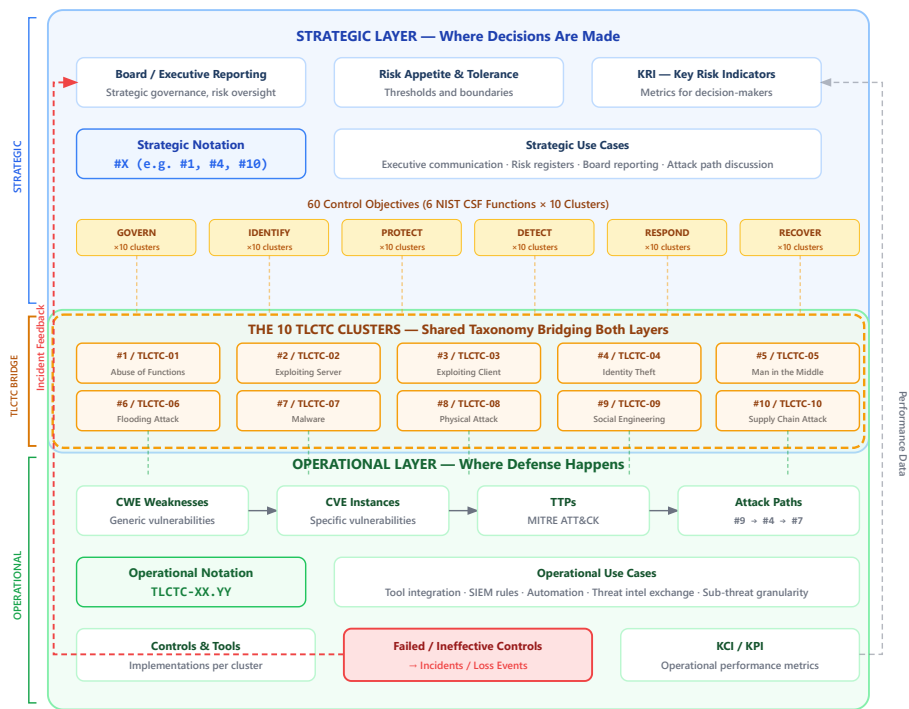 STRATEGIC LAYER — Where Decisions Are Made
Board / Executive Reporting
Strategic governance, risk oversight
Risk Appetite & Tolerance
Thresholds and boundaries
KRI — Key Risk Indicators
Metrics for decision-makers
Strategic Notation
#X (e.g. #1, #4, #10)
Strategic Use Cases
Executive communication · Risk registers · Board reporting · Attack path discussion
60 Control Objectives (6 NIST CSF Functions × 10 Clusters)
GOVERN
×10 clusters
IDENTIFY
×10 clusters
PROTECT
×10 clusters
DETECT
×10 clusters
RESPOND
×10 clusters
RECOVER
×10 clusters
STRATEGIC
Incident Feedback
TLCTC BRIDGE
THE 10 TLCTC CLUSTERS — Shared Taxonomy Bridging Both Layers
#1 / TLCTC-01
Abuse of Functions
#2 / TLCTC-02
Exploiting Server
#3 / TLCTC-03
Exploiting Client
#4 / TLCTC-04
Identity Theft
#5 / TLCTC-05
Man in the Middle
#6 / TLCTC-06
Flooding Attack
#7 / TLCTC-07
Malware
#8 / TLCTC-08
Physical Attack
#9 / TLCTC-09
Social Engineering
#10 / TLCTC-10
Supply Chain Attack
Performance Data
OPERATIONAL LAYER — Where Defense Happens
CWE Weaknesses
Generic vulnerabilities
CVE Instances
Specific vulnerabilities
TTPs
MITRE ATT&CK
Attack Paths
#9 → #4 → #7
OPERATIONAL
Operational Notation
TLCTC-XX.YY
Operational Use Cases
Tool integration · SIEM rules · Automation · Threat intel exchange · Sub-threat granularity
Controls & Tools
Implementations per cluster
Failed / Ineffective Controls
→ Incidents / Loss Events
KCI / KPI
Operational performance metrics